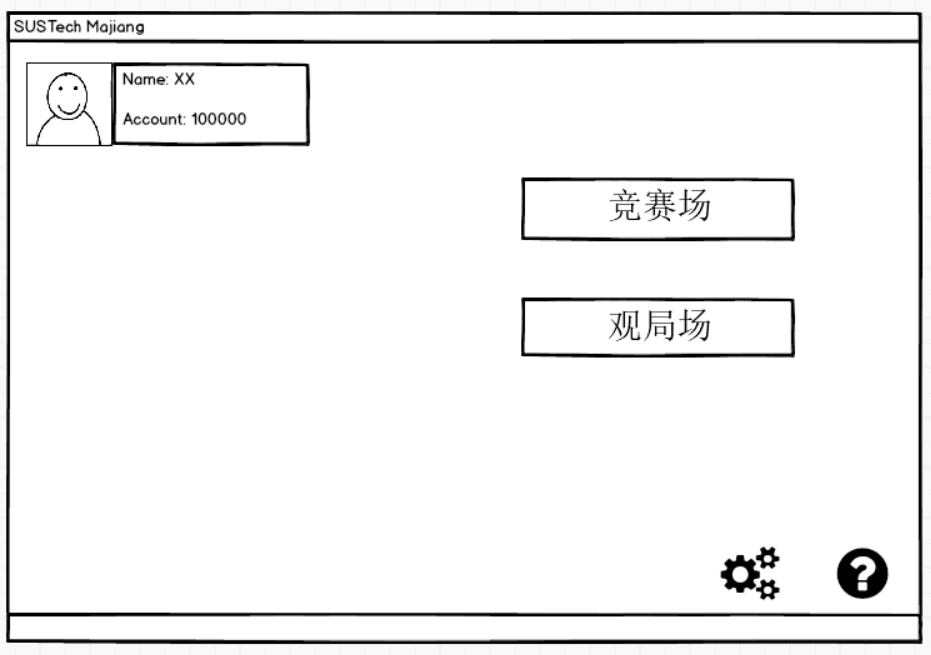 SUSTech Majiang
Name: XX
Account: 100000
竞赛场
观局场
?